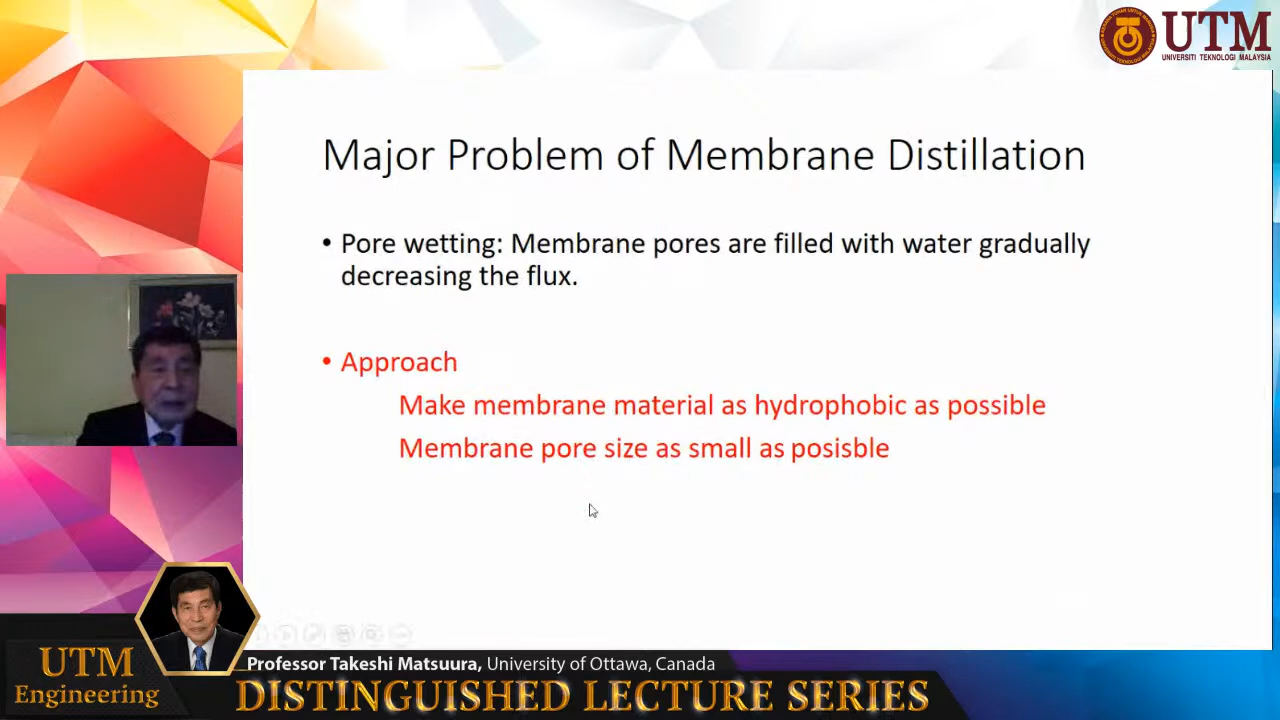 UTM
UNIVERSITI TEKNOLOGI MALAYSIA
Major Problem of Membrane Distillation
• Pore wetting: Membrane pores are filled with water gradually
decreasing the flux.
• Approach
Make membrane material as hydrophobic as possible
Membrane pore size as small as posisble
UTM
Engineering
Professor Takeshi Matsuura, University of Ottawa, Canada
DISTINGUISHED LECTURE SERIES